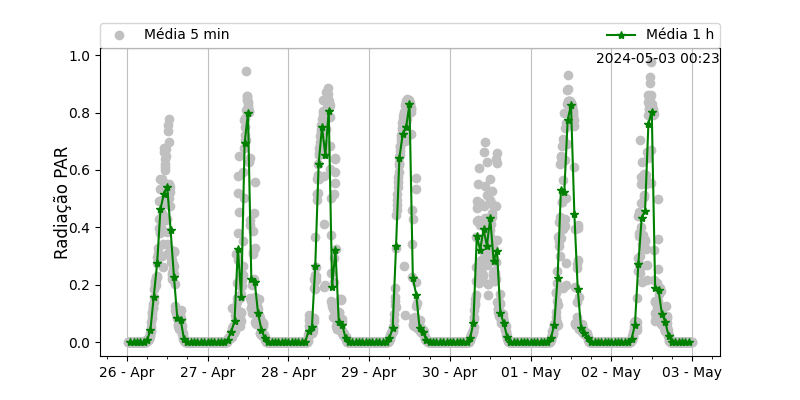 Média 5 min
Média 1 h
2024-05-03 00:23
Radiação PAR
1.0
0.8
0.6
0.4
0.2
0.0
26 - Apr
27 - Apr
28 - Apr
29 - Apr
30 - Apr
01 - May
02 - May
03 - May